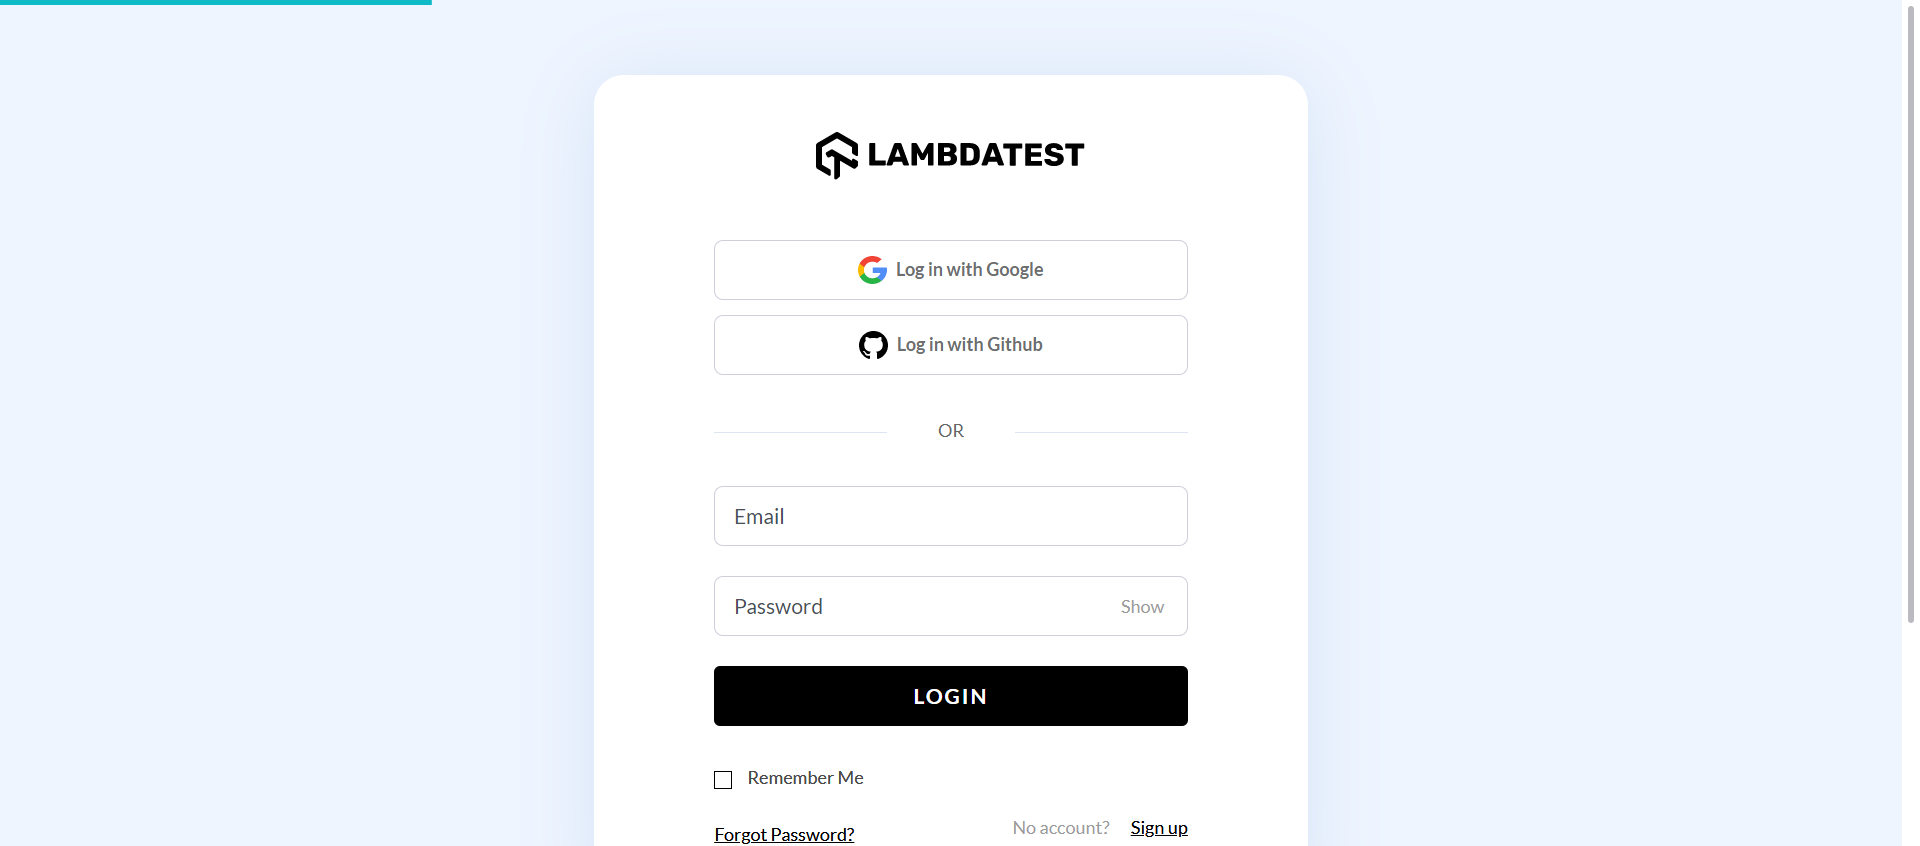 LAMBDATEST
Log in with Google
Log in with Github
OR
Email
Password Show
LOGIN
Remember Me
No account? Sign up
Forgot Password?